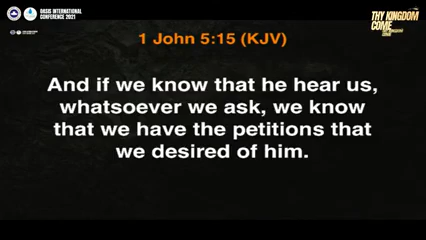 OASIS INTERNATIONAL
CONFERENCE 2021
THY KINGDOM
COME
1 John 5:15 (KJV)
And if we know that he hear us,
whatsoever we ask, we know
that we have the petitions that
we desired of him.